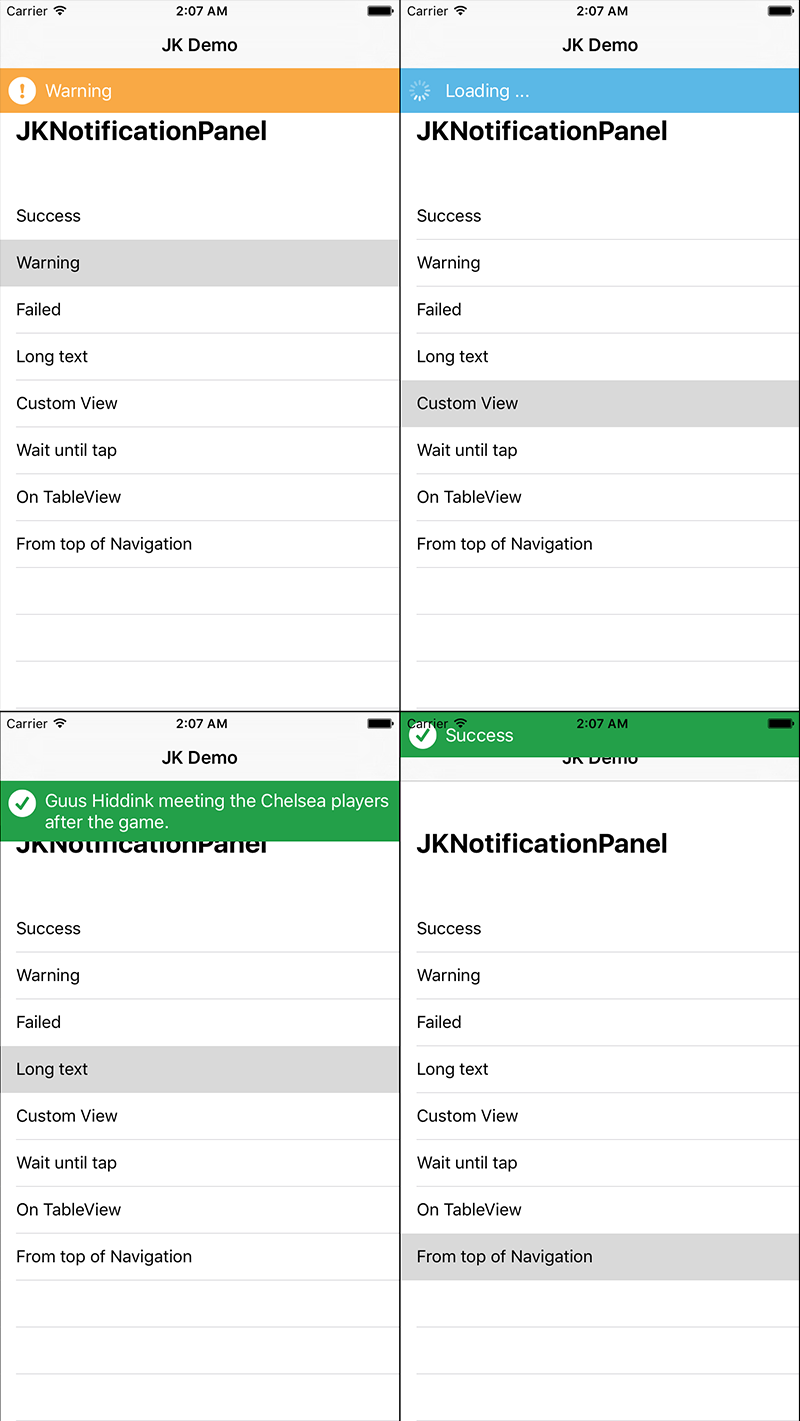 Carrier 2:07 AM
JK Demo
Warning
JKNotificationPanel
Success
Warning
Failed
Long text
Custom View
Wait until tap
On TableView
From top of Navigation
Carrier 2:07 AM
JK Demo
Loading ...
JKNotificationPanel
Success
Warning
Failed
Long text
Custom View
Wait until tap
On TableView
From top of Navigation
Carrier 2:07 AM
JK Demo
Guus Hiddink meeting the Chelsea players
after the game.
JKNotificationPanel
Success
Warning
Failed
Long text
Custom View
Wait until tap
On TableView
From top of Navigation
Carrier 2:07 AM
Success
JK Demo
JKNotificationPanel
Success
Warning
Failed
Long text
Custom View
Wait until tap
On TableView
From top of Navigation